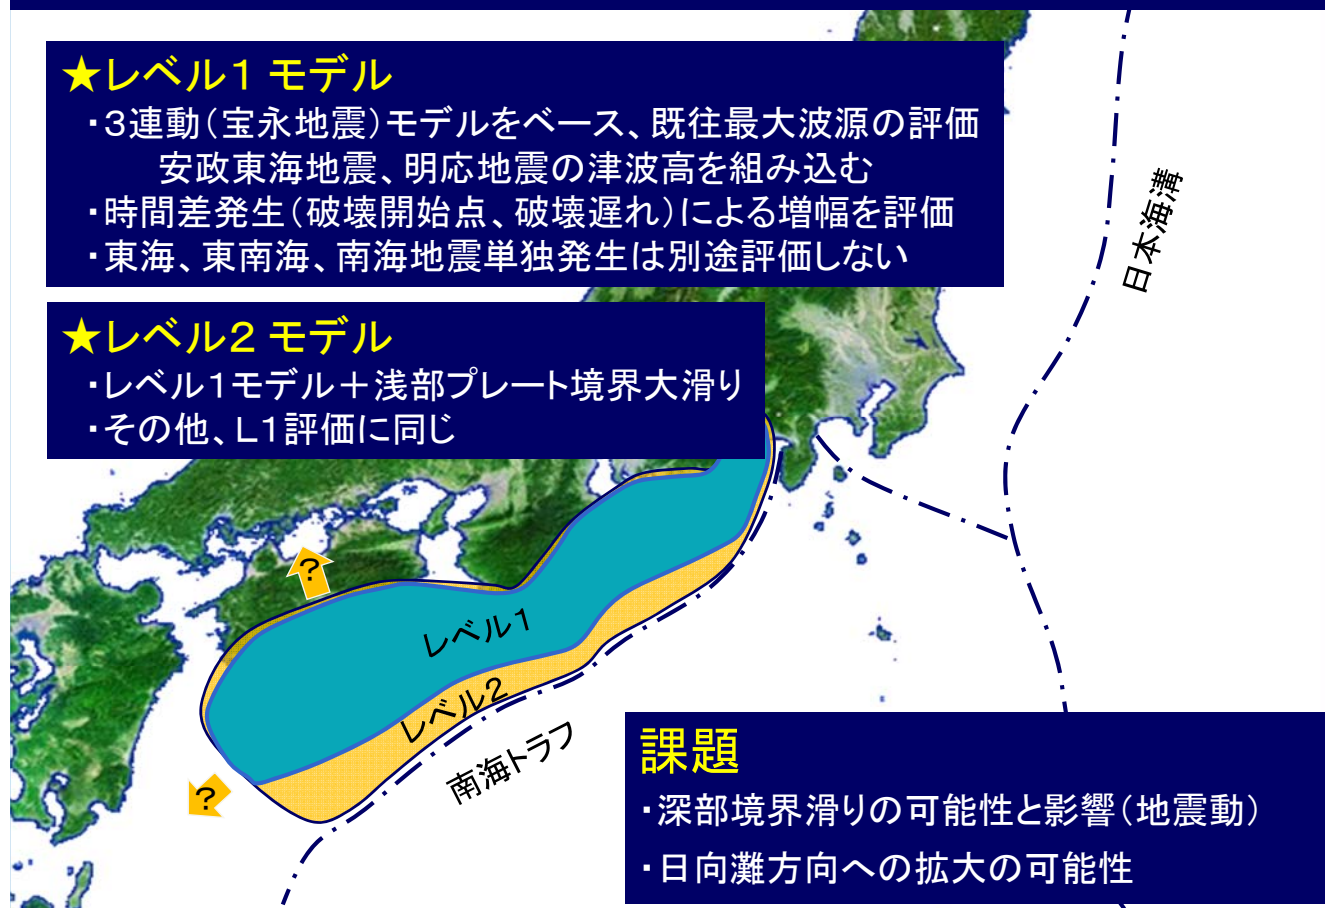 ★レベル1 モデル
・3連動（宝永地震）モデルをベース、既往最大波源の評価
安政東海地震、明応地震の津波高を組み込む
・時間差発生（破壊開始点、破壊遅れ）による増幅を評価
・東海、東南海、南海地震単独発生は別途評価しない
日本海溝
★レベル2 モデル
・レベル1モデル＋浅部プレート境界大滑り
・その他、L1評価に同じ
?
レベル1
レベル2
南海トラフ
?
課題
・深部境界滑りの可能性と影響（地震動）
・日向灘方向への拡大の可能性